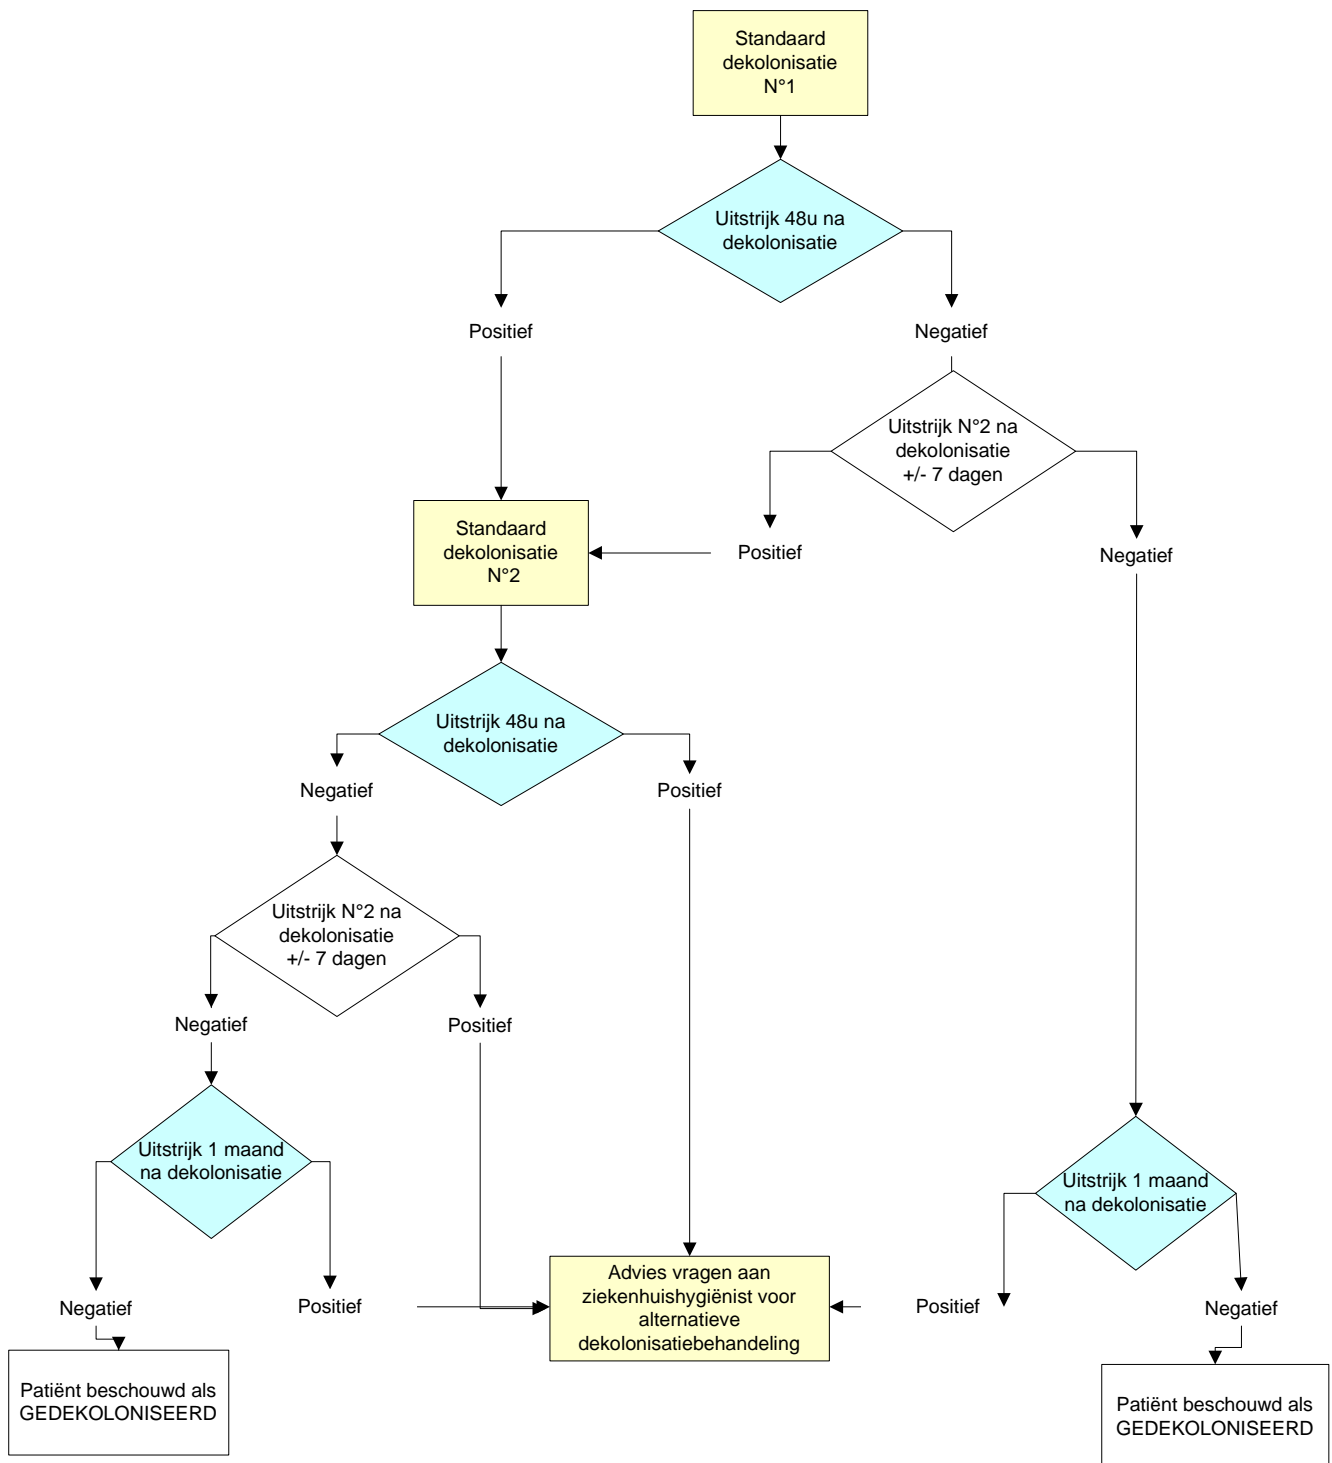 Standaard
dekolonisatie
N°1
Uitstrijk 48u na
dekolonisatie
Positief
Negatief
Uitstrijk N°2 na
dekolonisatie
+/- 7 dagen
Standaard
dekolonisatie
N°2
Positief
Negatief
Uitstrijk 48u na
dekolonisatie
Negatief
Positief
Uitstrijk N°2 na
dekolonisatie
+/- 7 dagen
Negatief
Positief
Uitstrijk 1 maand
na dekolonisatie
Uitstrijk 1 maand
na dekolonisatie
Negatief
Positief
Advies vragen aan
ziekenhuishygiënist voor
alternatieve
dekolonisatiebehandeling
Positief
Negatief
Patiënt beschouwd als
GEDEKOLONISEERD
Patiënt beschouwd als
GEDEKOLONISEERD